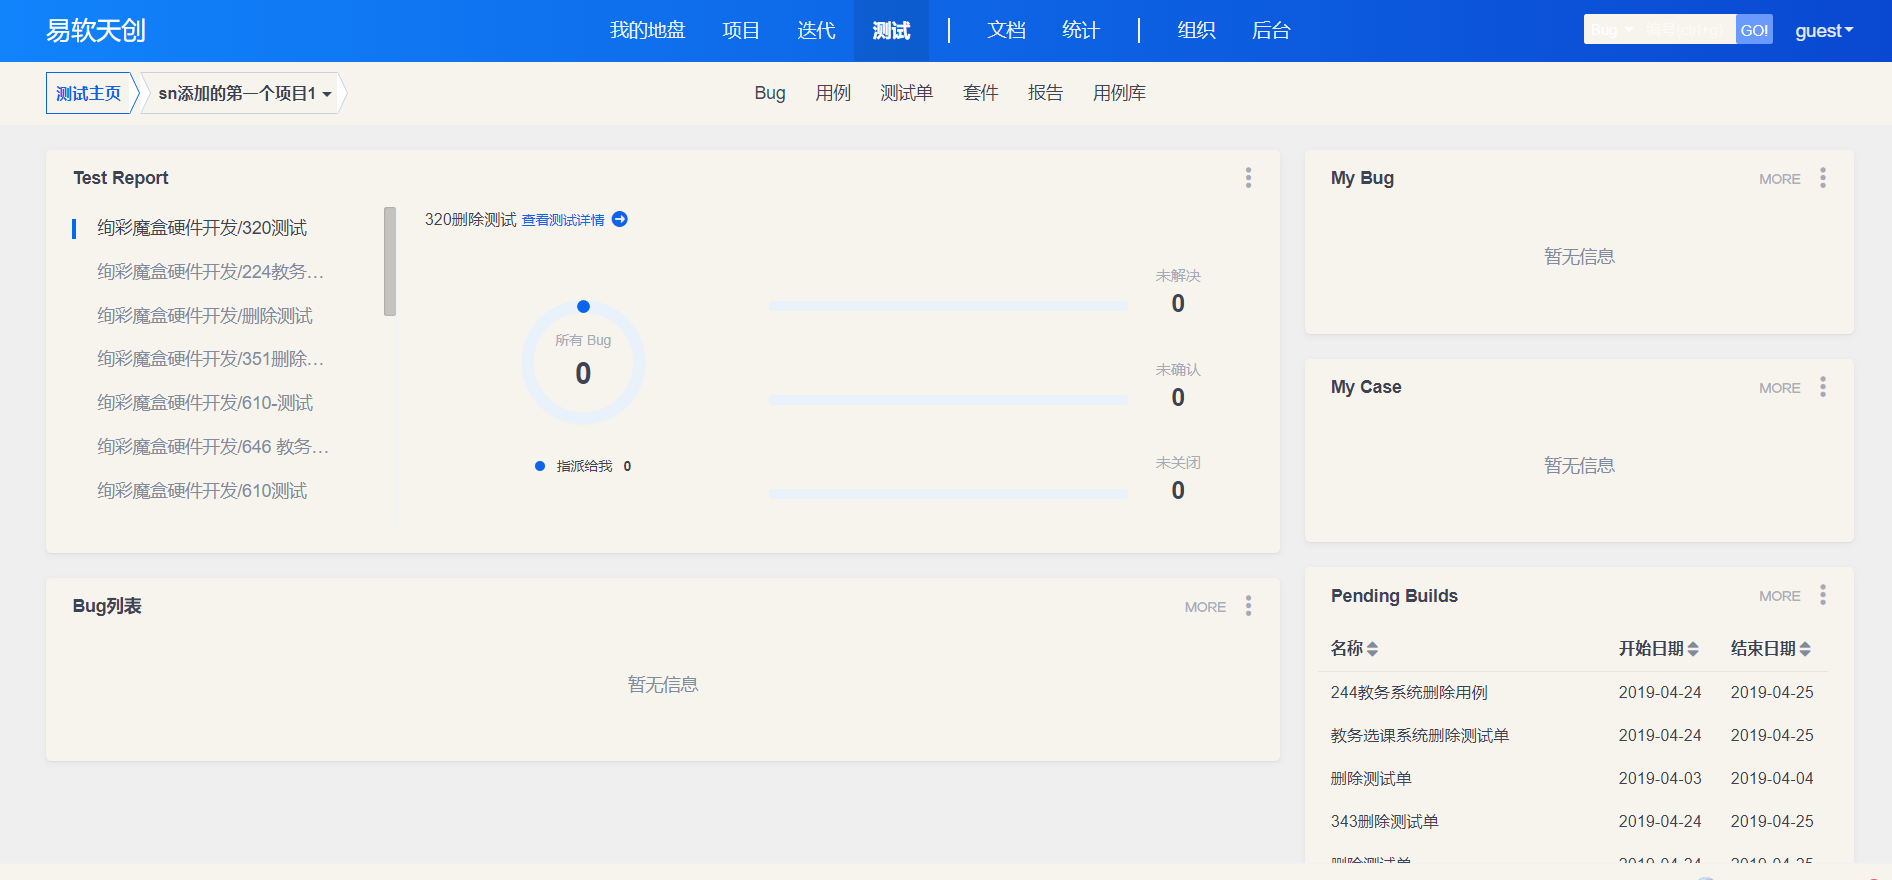 易软天创
我的地盘 项目 迭代 测试 文档 统计 组织 后台
Bug
GO!
guest
测试主页
sn添加的第一个项目1
Bug 用例 测试单 套件 报告 用例库
Test Report
绚彩魔盒硬件开发/320测试
绚彩魔盒硬件开发/224教务…
绚彩魔盒硬件开发/删除测试
绚彩魔盒硬件开发/351删除…
绚彩魔盒硬件开发/610-测试
绚彩魔盒硬件开发/646 教务…
绚彩魔盒硬件开发/610测试
320删除测试 查看测试详情
所有 Bug
0
指派给我 0
未解决
0
未确认
0
未关闭
0
Bug列表
MORE
暂无信息
My Bug
MORE
暂无信息
My Case
MORE
暂无信息
Pending Builds
MORE
名称 开始日期 结束日期
244教务系统删除用例 2019-04-24 2019-04-25
教务选课系统删除测试单 2019-04-24 2019-04-25
删除测试单 2019-04-03 2019-04-04
343删除测试单 2019-04-24 2019-04-25
删除测试单 2019-04-24 2019-04-25